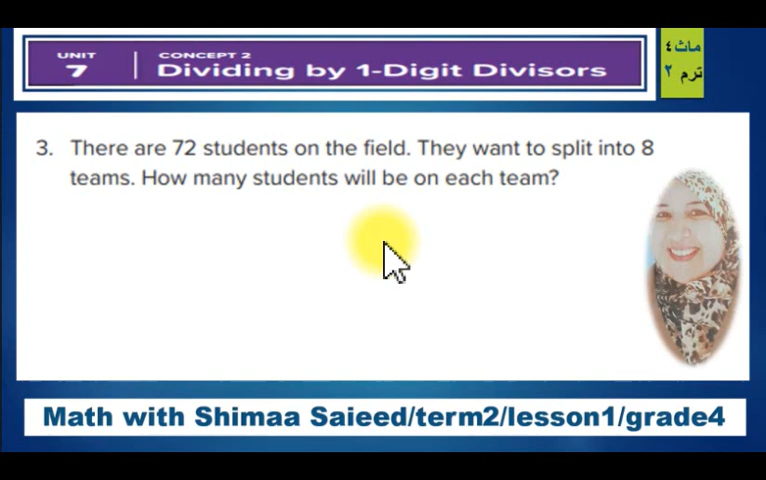 UNIT
7
CONCEPT 2
Dividing by 1-Digit Divisors
ماث ٤
ترم ٢
3. There are 72 students on the field. They want to split into 8
teams. How many students will be on each team?
Math with Shimaa Saieed/term2/lesson1/grade4